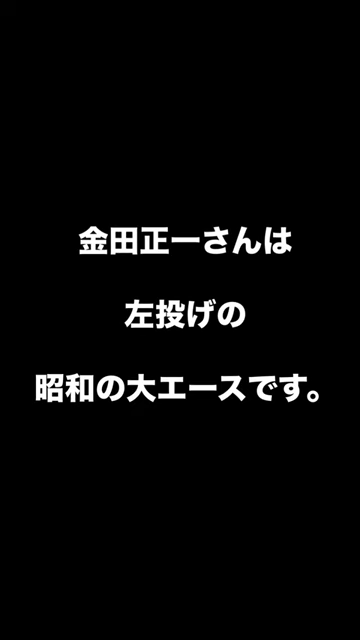 金田正一さんは
左投げの
昭和の大エースです。